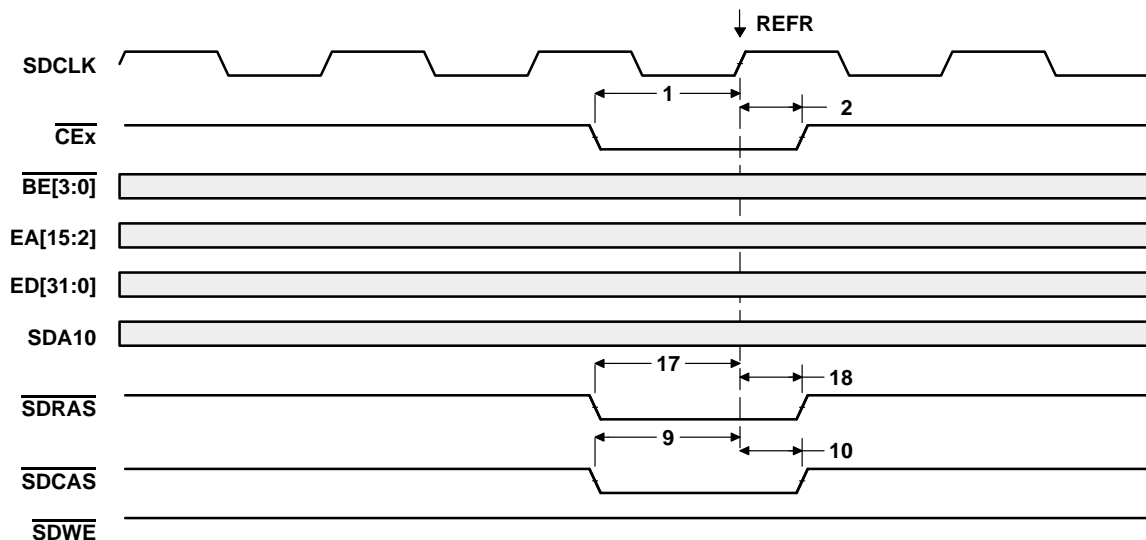 REFR
SDCLK
1
2
CEx
BE[3:0]
EA[15:2]
ED[31:0]
SDA10
17
18
SDRAS
9
10
SDCAS
SDWE